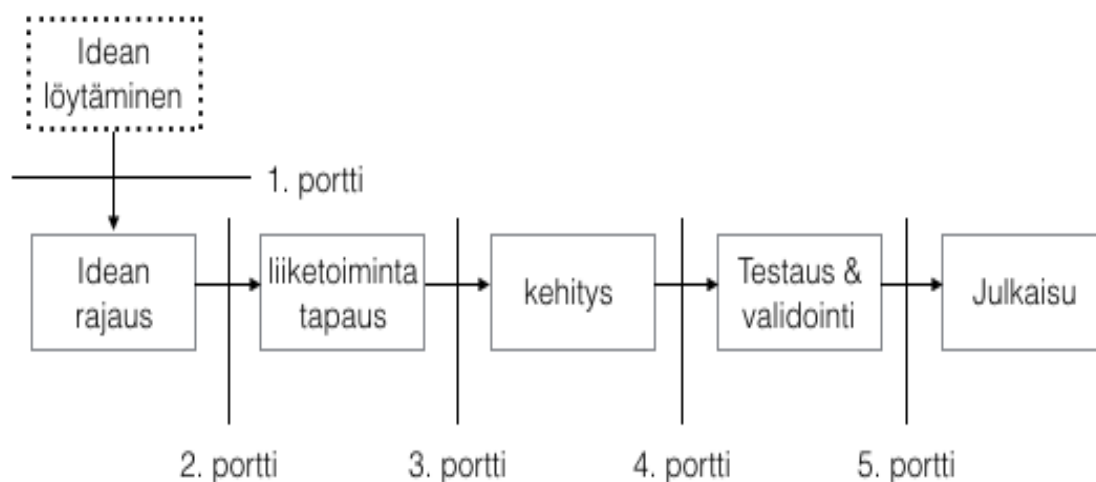 Idean
löytäminen
1. portti
Idean
rajaus
liiketoiminta
tapaus
kehitys
Testaus &
validointi
Julkaisu
2. portti
3. portti
4. portti
5. portti